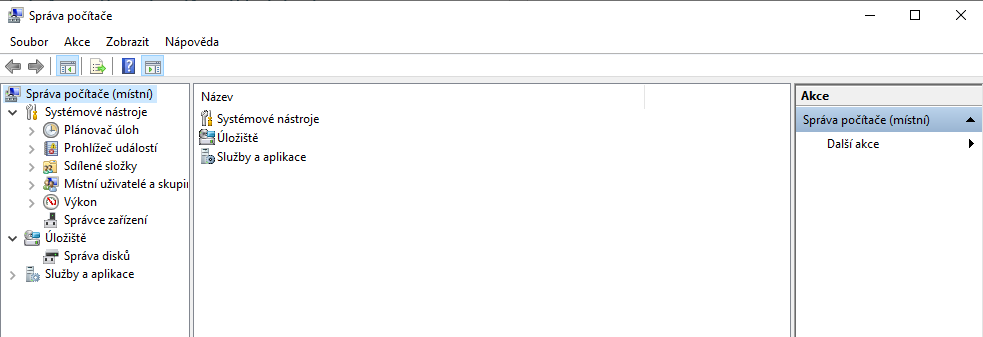 Správa počítače
Soubor Akce Zobrazit Nápověda
Správa počítače (místní)
Systémové nástroje
Plánovač úloh
Prohlížeč událostí
Sdílené složky
Místní uživatelé a skupin
Výkon
Správce zařízení
Úložiště
Správa disků
Služby a aplikace
Název
Systémové nástroje
Úložiště
Služby a aplikace
Akce
Správa počítače (místní)
Další akce